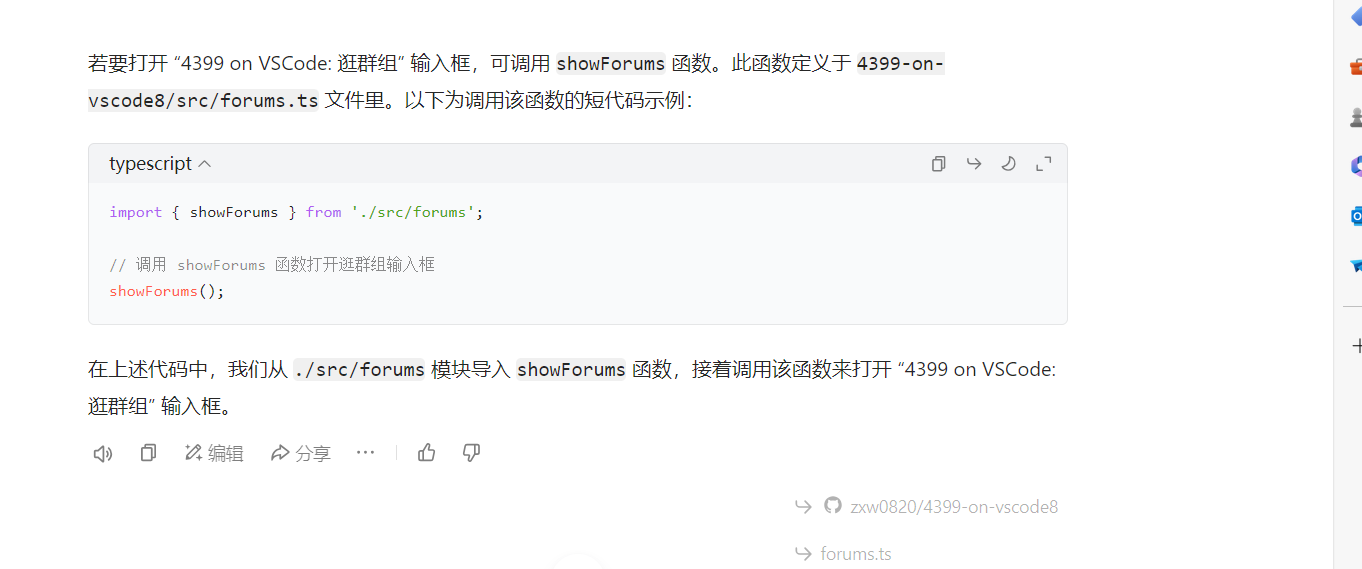 若要打开 “4399 on VSCode: 逛群组” 输入框，可调用 showForums 函数。此函数定义于 4399-on-
vscode8/src/forums.ts 文件里。以下为调用该函数的短代码示例：
typescript
import { showForums } from './src/forums';
// 调用 showForums 函数打开逛群组输入框
showForums();
在上述代码中，我们从 ./src/forums 模块导入 showForums 函数，接着调用该函数来打开 “4399 on VSCode:
逛群组” 输入框。
编辑 分享
zxw0820/4399-on-vscode8
forums.ts